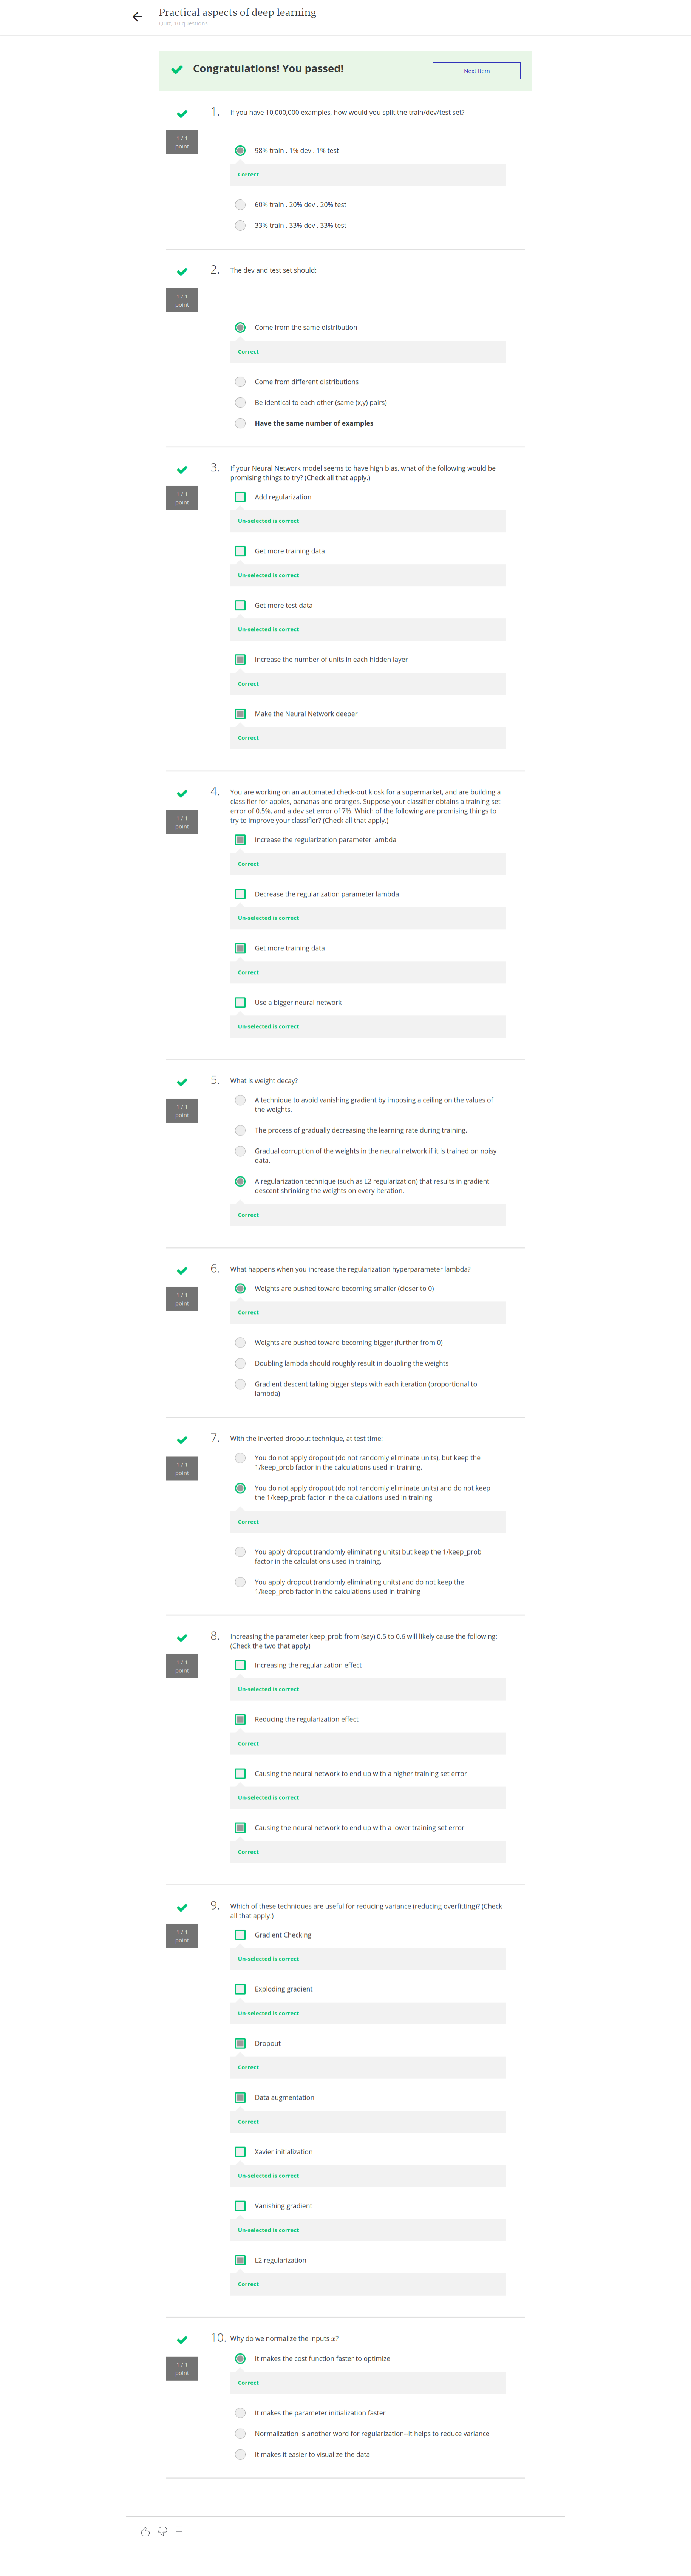 Practical aspects of deep learning
Quiz, 10 questions
Congratulations! You passed!
Next Item
1. If you have 10,000,000 examples, how would you split the train/dev/test set?
1 / 1
point
98% train . 1% dev . 1% test
Correct
60% train . 20% dev . 20% test
33% train . 33% dev . 33% test
2. The dev and test set should:
1 / 1
point
Come from the same distribution
Correct
Come from different distributions
Be identical to each other (same (x,y) pairs)
Have the same number of examples
3. If your Neural Network model seems to have high bias, what of the following would be
promising things to try? (Check all that apply.)
1 / 1
point
Add regularization
Un-selected is correct
Get more training data
Un-selected is correct
Get more test data
Un-selected is correct
Increase the number of units in each hidden layer
Correct
Make the Neural Network deeper
Correct
4. You are working on an automated check-out kiosk for a supermarket, and are building a
classifier for apples, bananas and oranges. Suppose your classifier obtains a training set
error of 0.5%, and a dev set error of 7%. Which of the following are promising things to
try to improve your classifier? (Check all that apply.)
1 / 1
point
Increase the regularization parameter lambda
Correct
Decrease the regularization parameter lambda
Un-selected is correct
Get more training data
Correct
Use a bigger neural network
Un-selected is correct
5. What is weight decay?
1 / 1
point
A technique to avoid vanishing gradient by imposing a ceiling on the values of
the weights.
The process of gradually decreasing the learning rate during training.
Gradual corruption of the weights in the neural network if it is trained on noisy
data.
A regularization technique (such as L2 regularization) that results in gradient
descent shrinking the weights on every iteration.
Correct
6. What happens when you increase the regularization hyperparameter lambda?
1 / 1
point
Weights are pushed toward becoming smaller (closer to 0)
Correct
Weights are pushed toward becoming bigger (further from 0)
Doubling lambda should roughly result in doubling the weights
Gradient descent taking bigger steps with each iteration (proportional to
lambda)
7. With the inverted dropout technique, at test time:
1 / 1
point
You do not apply dropout (do not randomly eliminate units), but keep the
1/keep_prob factor in the calculations used in training.
You do not apply dropout (do not randomly eliminate units) and do not keep
the 1/keep_prob factor in the calculations used in training
Correct
You apply dropout (randomly eliminating units) but keep the 1/keep_prob
factor in the calculations used in training.
You apply dropout (randomly eliminating units) and do not keep the
1/keep_prob factor in the calculations used in training
8. Increasing the parameter keep_prob from (say) 0.5 to 0.6 will likely cause the following:
(Check the two that apply)
1 / 1
point
Increasing the regularization effect
Un-selected is correct
Reducing the regularization effect
Correct
Causing the neural network to end up with a higher training set error
Un-selected is correct
Causing the neural network to end up with a lower training set error
Correct
9. Which of these techniques are useful for reducing variance (reducing overfitting)? (Check
all that apply.)
1 / 1
point
Gradient Checking
Un-selected is correct
Exploding gradient
Un-selected is correct
Dropout
Correct
Data augmentation
Correct
Xavier initialization
Un-selected is correct
Vanishing gradient
Un-selected is correct
L2 regularization
Correct
10. Why do we normalize the inputs x?
1 / 1
point
It makes the cost function faster to optimize
Correct
It makes the parameter initialization faster
Normalization is another word for regularization--It helps to reduce variance
It makes it easier to visualize the data